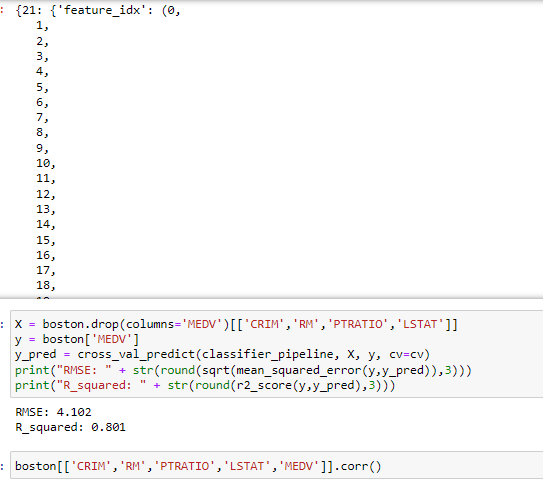 : {21: {'feature_idx': (0,
1,
2,
3,
4,
5,
6,
7,
8,
9,
10,
11,
12,
13,
14,
15,
16,
17,
18,
: X = boston.drop(columns='MEDV')[['CRIM','RM','PTRATIO','LSTAT']]
y = boston['MEDV']
y_pred = cross_val_predict(classifier_pipeline, X, y, cv=cv)
print("RMSE: " + str(round(sqrt(mean_squared_error(y,y_pred)),3)))
print("R_squared: " + str(round(r2_score(y,y_pred),3)))
RMSE: 4.102
R_squared: 0.801
: boston[['CRIM','RM','PTRATIO','LSTAT','MEDV']].corr()